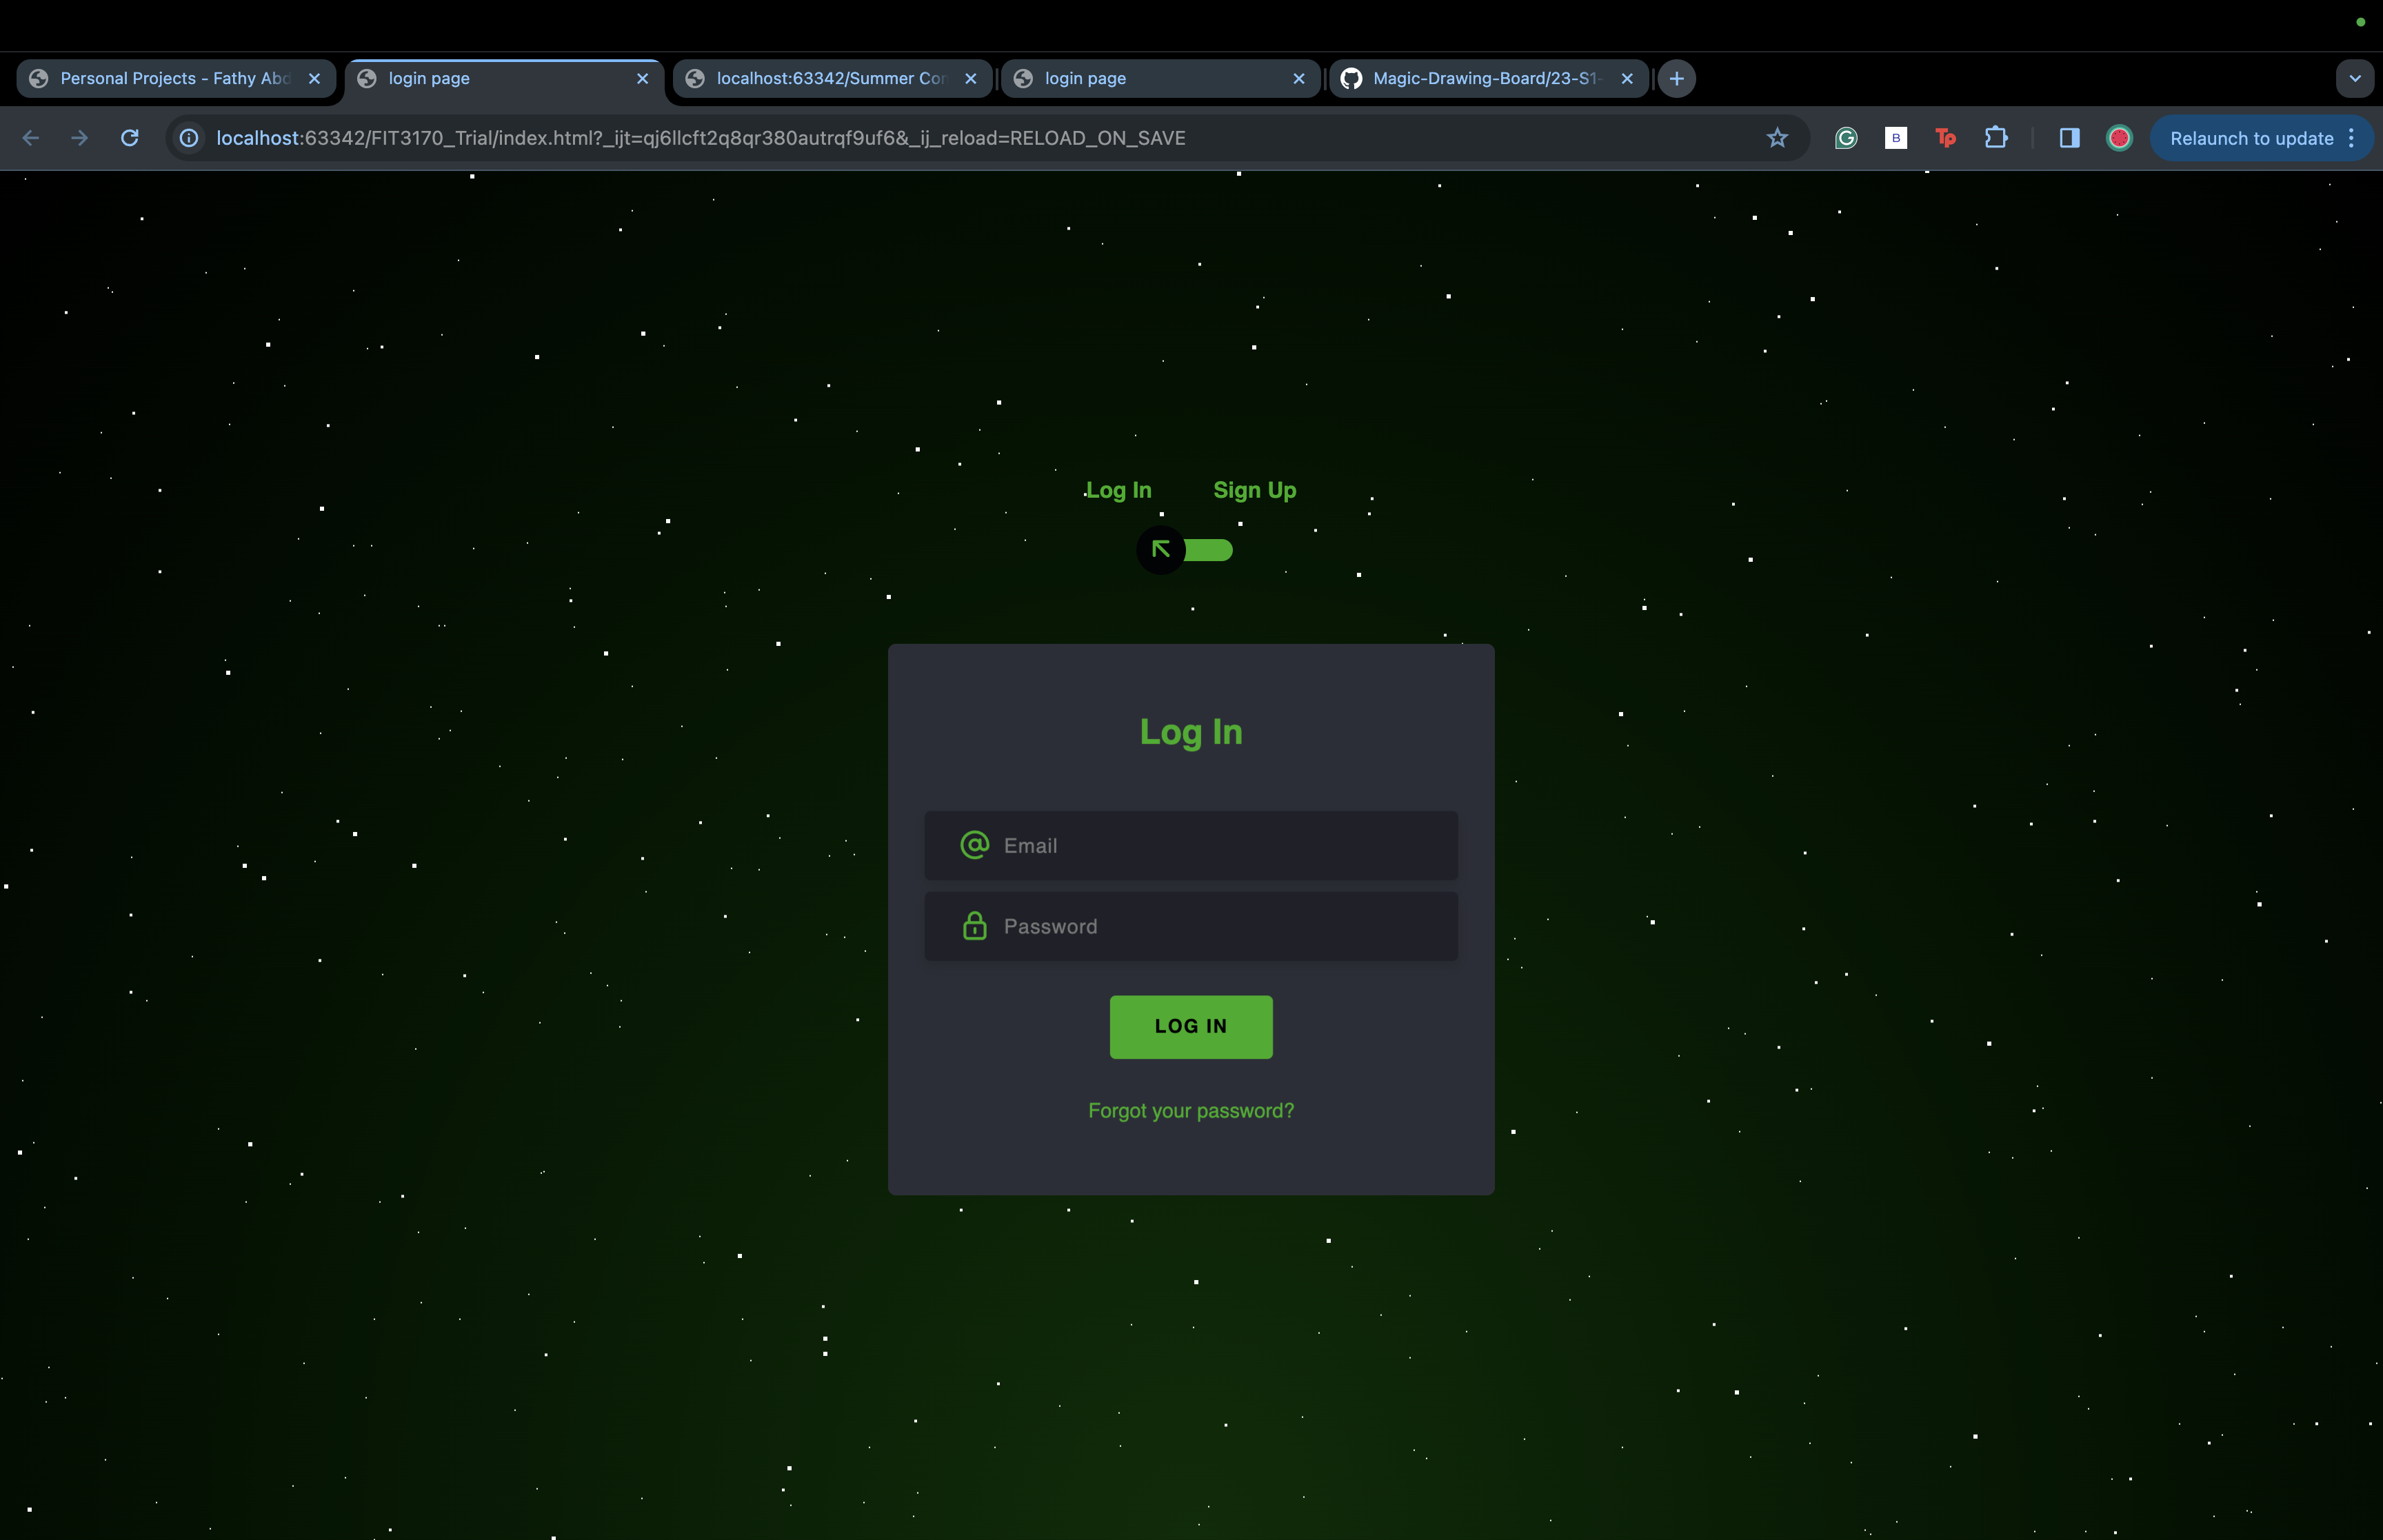 Personal Projects - Fathy Abd
login page
localhost:63342/Summer Cor
login page
Magic-Drawing-Board/23-S1-
localhost:63342/FIT3170_Trial/index.html?_ijt=qj6llcft2q8qr380autrqf9uf6&_ij_reload=RELOAD_ON_SAVE
B
Tp
Relaunch to update
Log In Sign Up
Log In
Email
Password
LOG IN
Forgot your password?